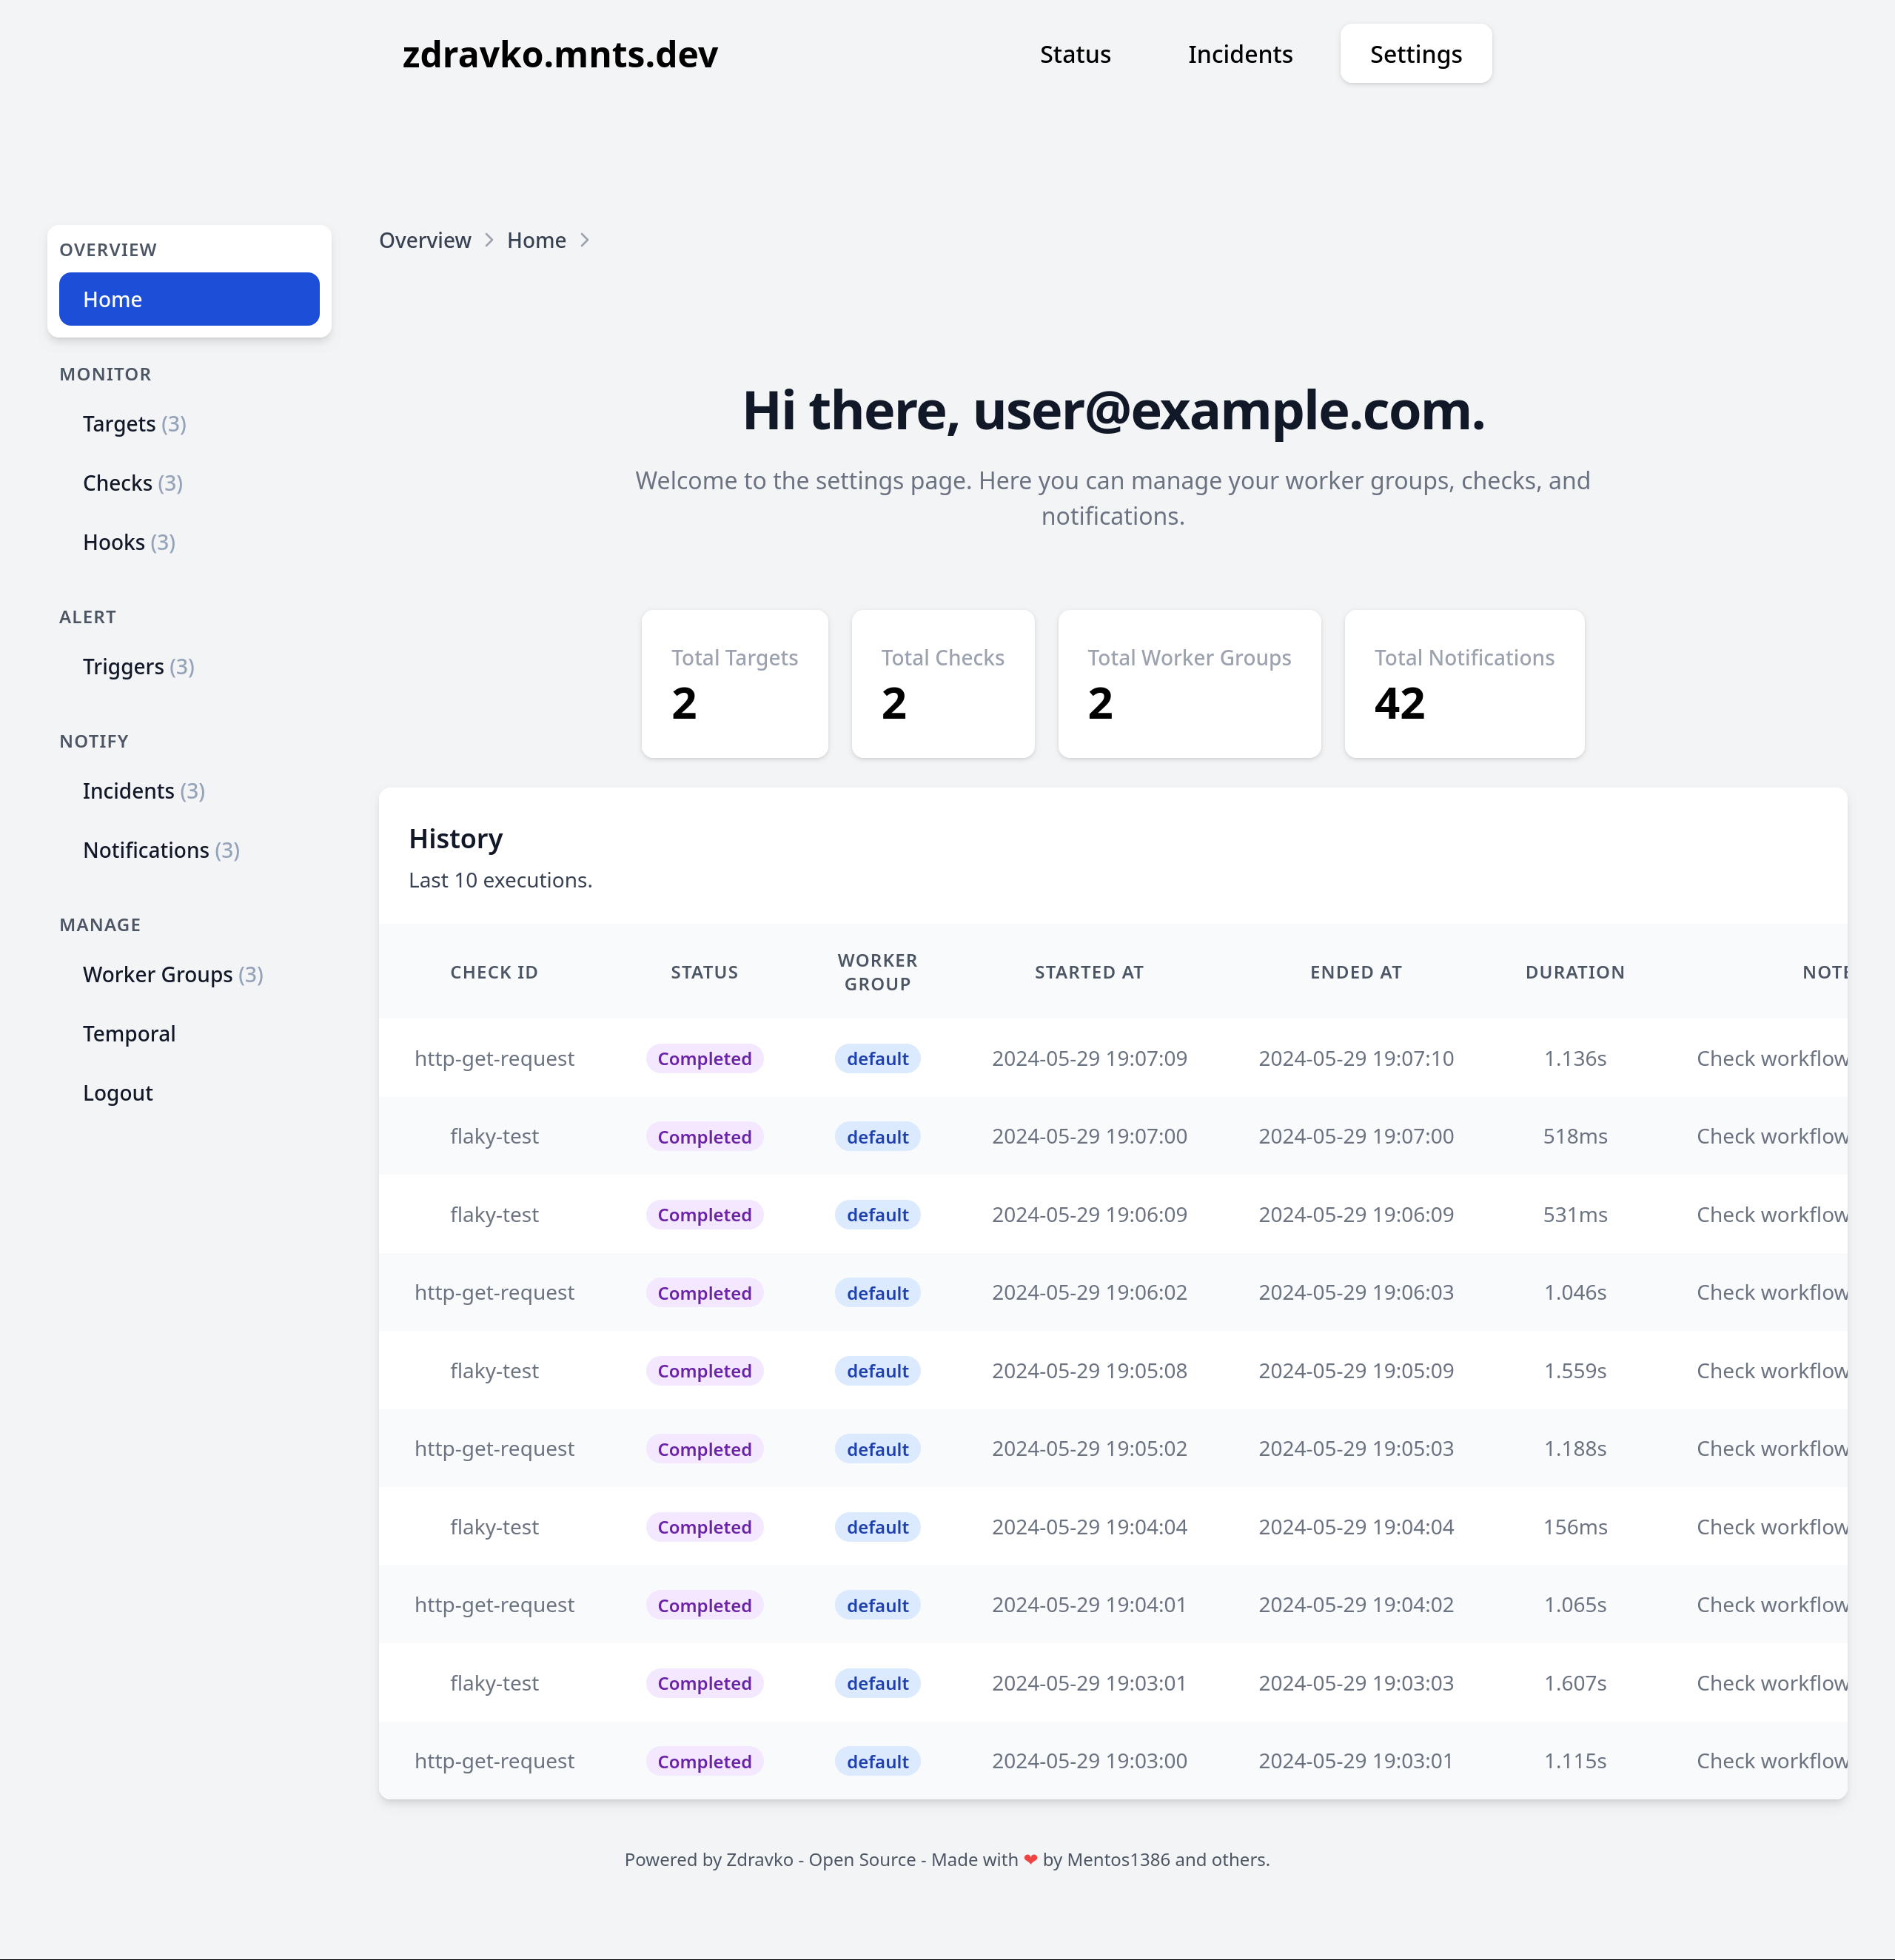 zdravko.mnts.dev Status Incidents Settings
OVERVIEW
Home
MONITOR
Targets (3)
Checks (3)
Hooks (3)
ALERT
Triggers (3)
NOTIFY
Incidents (3)
Notifications (3)
MANAGE
Worker Groups (3)
Temporal
Logout
Overview > Home >
Hi there, user@example.com.
Welcome to the settings page. Here you can manage your worker groups, checks, and
notifications.
Total Targets
2
Total Checks
2
Total Worker Groups
2
Total Notifications
42
History
Last 10 executions.
CHECK ID STATUS WORKER GROUP STARTED AT ENDED AT DURATION NOTE
http-get-request Completed default 2024-05-29 19:07:09 2024-05-29 19:07:10 1.136s Check workflow
flaky-test Completed default 2024-05-29 19:07:00 2024-05-29 19:07:00 518ms Check workflow
flaky-test Completed default 2024-05-29 19:06:09 2024-05-29 19:06:09 531ms Check workflow
http-get-request Completed default 2024-05-29 19:06:02 2024-05-29 19:06:03 1.046s Check workflow
flaky-test Completed default 2024-05-29 19:05:08 2024-05-29 19:05:09 1.559s Check workflow
http-get-request Completed default 2024-05-29 19:05:02 2024-05-29 19:05:03 1.188s Check workflow
flaky-test Completed default 2024-05-29 19:04:04 2024-05-29 19:04:04 156ms Check workflow
http-get-request Completed default 2024-05-29 19:04:01 2024-05-29 19:04:02 1.065s Check workflow
flaky-test Completed default 2024-05-29 19:03:01 2024-05-29 19:03:03 1.607s Check workflow
http-get-request Completed default 2024-05-29 19:03:00 2024-05-29 19:03:01 1.115s Check workflow
Powered by Zdravko - Open Source - Made with ❤ by Mentos1386 and others.